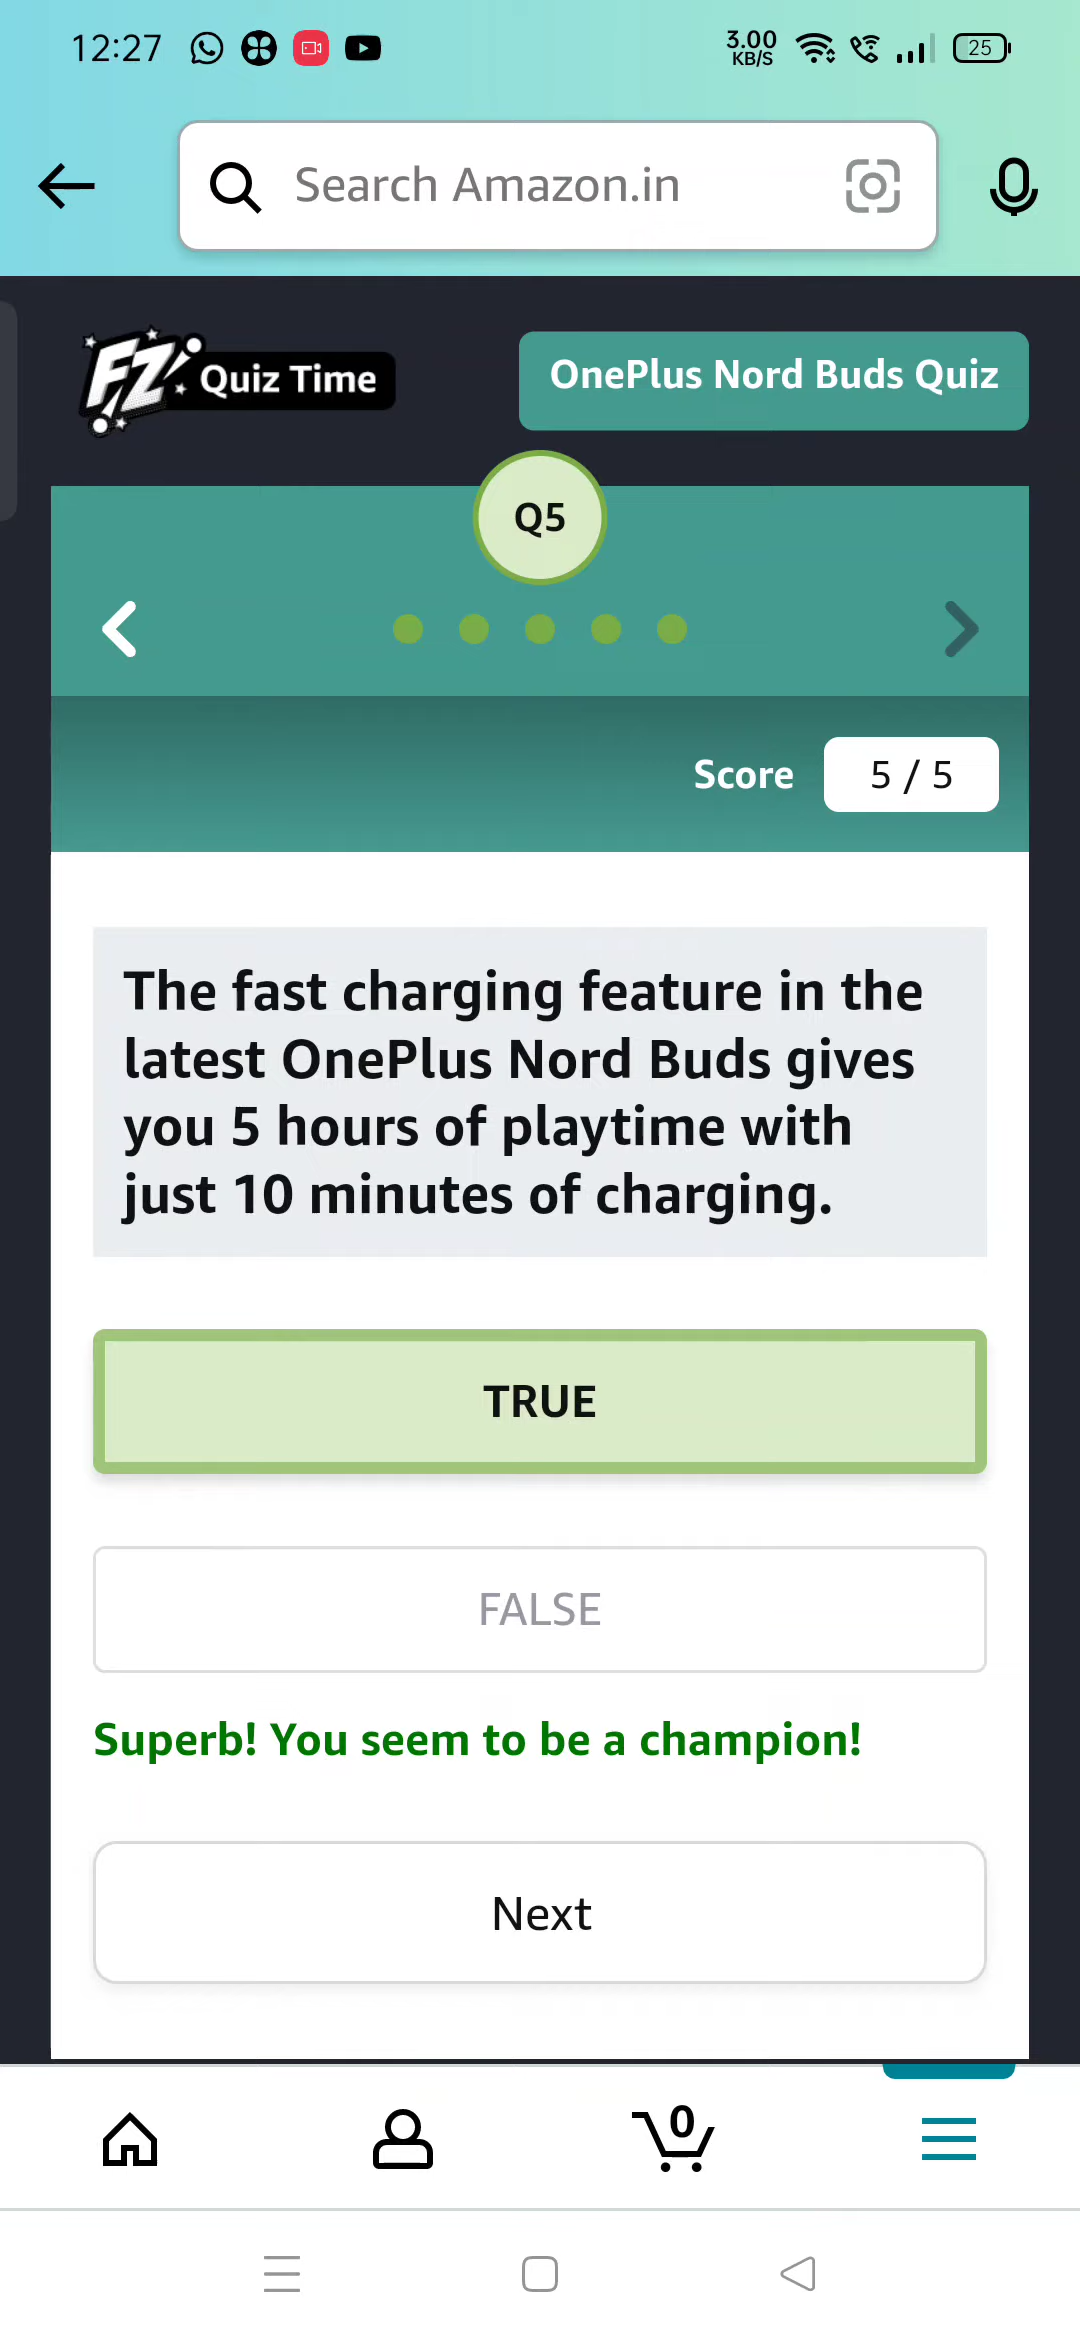 12:27
3.00
KB/S
25
Search Amazon.in
FZ Quiz Time
OnePlus Nord Buds Quiz
Q5
Score 5 / 5
The fast charging feature in the
latest OnePlus Nord Buds gives
you 5 hours of playtime with
just 10 minutes of charging.
TRUE
FALSE
Superb! You seem to be a champion!
Next
0